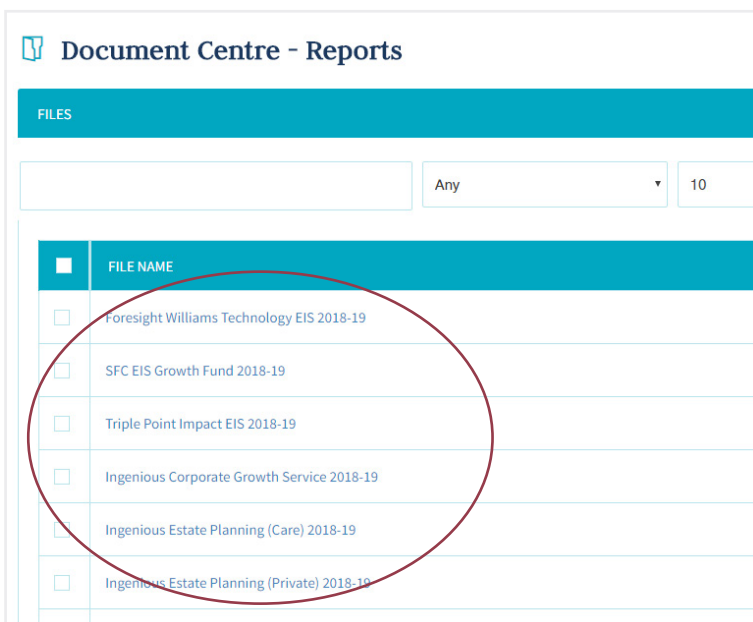 Document Centre - Reports
FILES
Any 10
FILE NAME
Foresight Williams Technology EIS 2018-19
SFC EIS Growth Fund 2018-19
Triple Point Impact EIS 2018-19
Ingenious Corporate Growth Service 2018-19
Ingenious Estate Planning (Care) 2018-19
Ingenious Estate Planning (Private) 2018-19